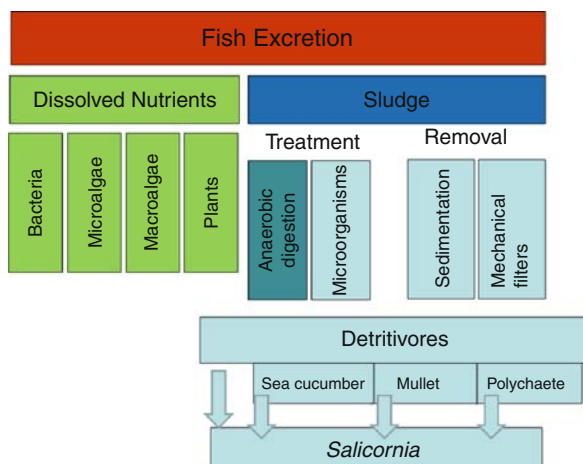 Fish Excretion
Dissolved Nutrients
Sludge
Treatment
Removal
Bacteria
Microalgae
Macroalgae
Plants
Anaerobic
digestion
Microorganisms
Sedimentation
Mechanical
filters
Detritivores
Sea cucumber
Mullet
Polychaete
Salicornia